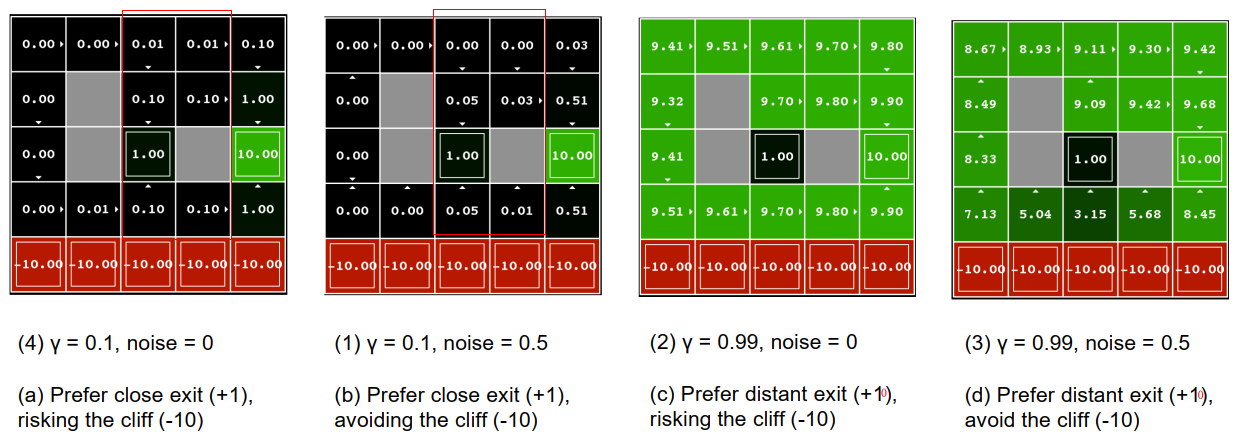 0.00 0.00 0.01 0.01 0.10
0.00 0.10 0.10 1.00
0.00 1.00 10.00
0.00 0.01 0.10 0.10 1.00
-10.00 -10.00 -10.00 -10.00 -10.00
(4) γ = 0.1, noise = 0
(a) Prefer close exit (+1),
risking the cliff (-10)
0.00 0.00 0.00 0.00 0.03
0.00 0.05 0.03 0.51
0.00 1.00 10.00
0.00 0.00 0.05 0.01 0.51
-10.00 -10.00 -10.00 -10.00 -10.00
(1) γ = 0.1, noise = 0.5
(b) Prefer close exit (+1),
avoiding the cliff (-10)
9.41 9.51 9.61 9.70 9.80
9.32 9.70 9.80 9.90
9.41 1.00 10.00
9.51 9.61 9.70 9.80 9.90
-10.00 -10.00 -10.00 -10.00 -10.00
(2) γ = 0.99, noise = 0
(c) Prefer distant exit (+10),
risking the cliff (-10)
8.67 8.93 9.11 9.30 9.42
8.49 9.09 9.42 9.68
8.33 1.00 10.00
7.13 5.04 3.15 5.68 8.45
-10.00 -10.00 -10.00 -10.00 -10.00
(3) γ = 0.99, noise = 0.5
(d) Prefer distant exit (+10),
avoid the cliff (-10)